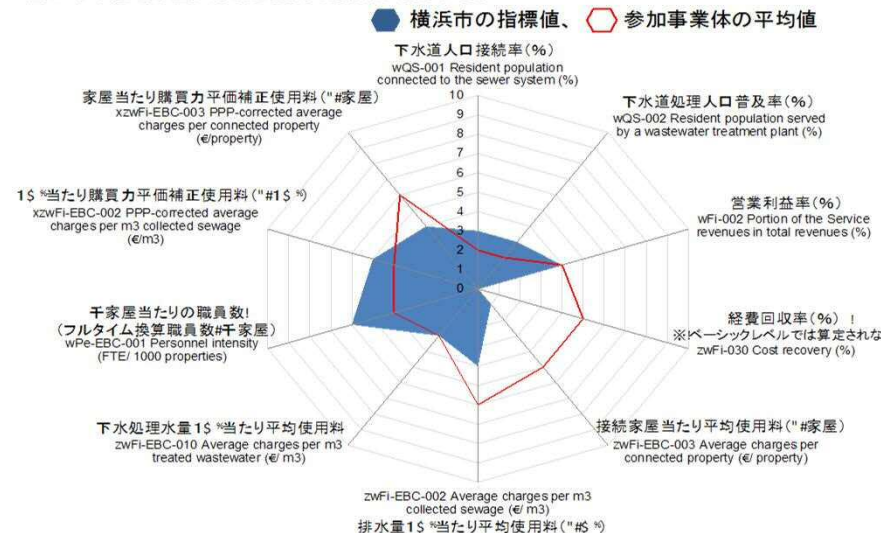 横浜市の指標値、 参加事業体の平均値
下水道人口接続率(%)
wQS-001 Resident population
connected to the sewer system (%)
下水道処理人口普及率(%)
wQS-002 Resident population served
by a wastewater treatment plant (%)
営業利益率(%)
wFi-002 Portion of the Service
revenues in total revenues (%)
経費回収率(%) !
※!ベーシックレベルでは算定されな
zwFi-030 Cost recovery (%)
接続家屋当たり平均使用料("#家屋)
zwFi-EBC-003 Average charges per
connected property (€/ property)
zwFi-EBC-002 Average charges per m3
collected sewage (€/ m3)
排水量1$ %当たり平均使用料("#$ %)
下水処理水量1$ %当たり平均使用料
zwFi-EBC-010 Average charges per m3
treated wastewater (€/ m3)
千家屋当たりの職員数!
(フルタイム換算職員数#千家屋)
wPe-EBC-001 Personnel intensity
(FTE/ 1000 properties)
1$ %当たり購買力平価補正使用料("#1$ %)
xzwFi-EBC-002 PPP-corrected average
charges per m3 collected sewage
(€/m3)
家屋当たり購買力平価補正使用料("#家屋)
xzwFi-EBC-003 PPP-corrected average
charges per connected property
(€/property)
10
9
8
7
6
5
4
3
2
1
0